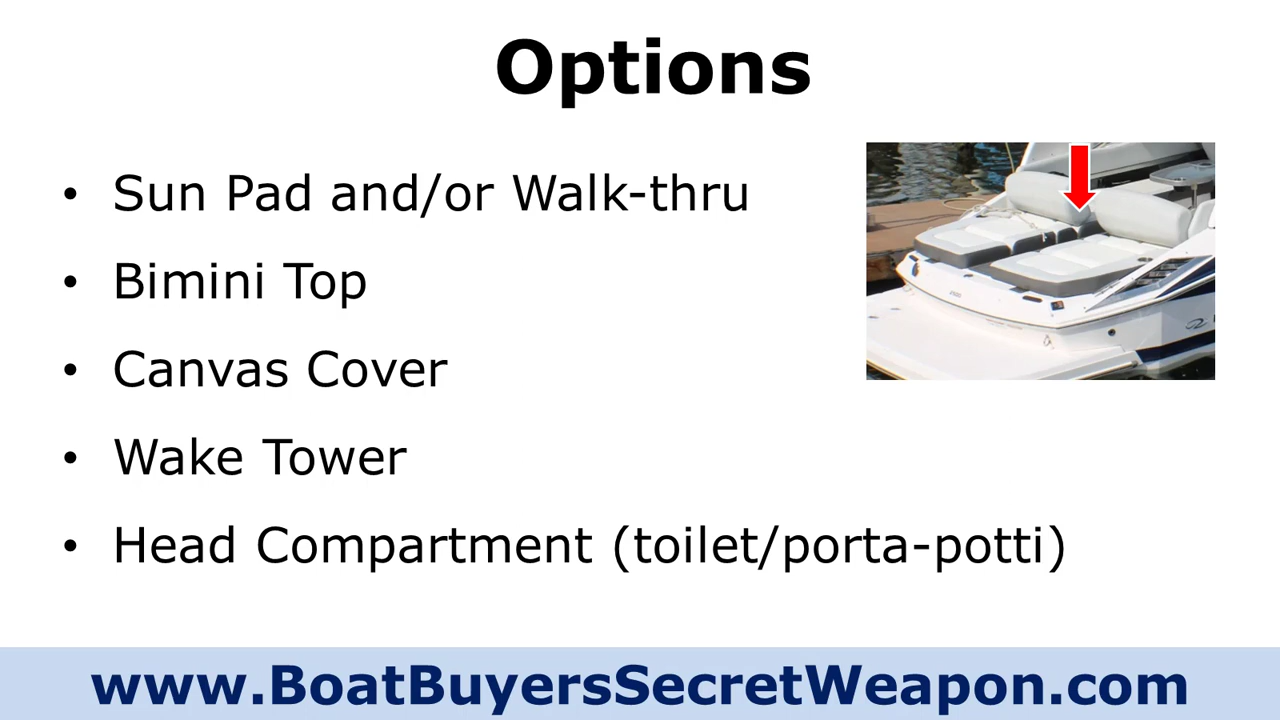 Options
• Sun Pad and/or Walk-thru
• Bimini Top
• Canvas Cover
• Wake Tower
• Head Compartment (toilet/porta-potti)
www.BoatBuyersSecretWeapon.com